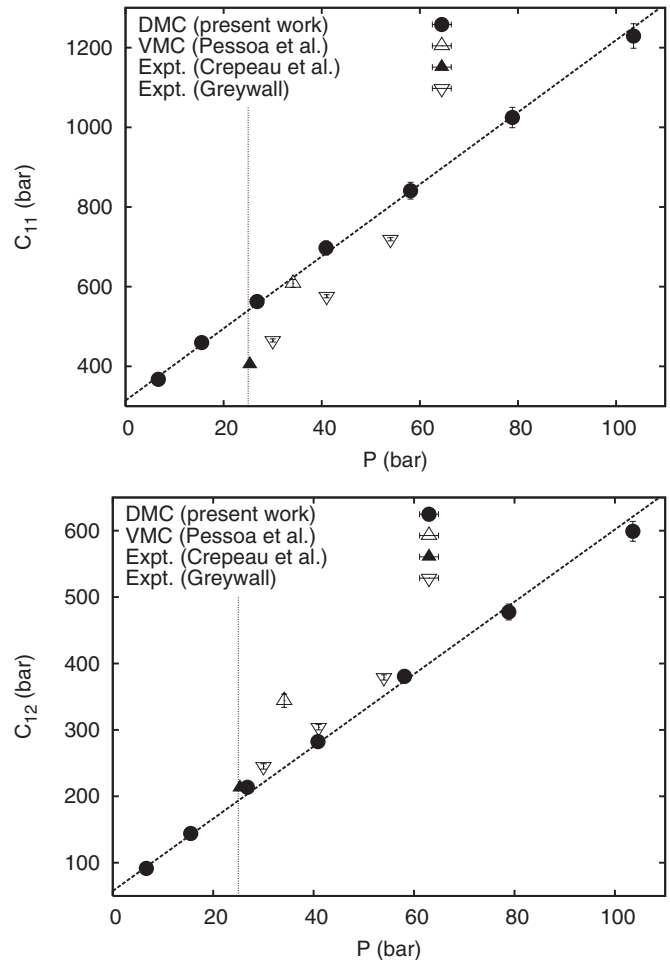 DMC (present work)
VMC (Pessoa et al.)
Expt. (Crepeau et al.)
Expt. (Greywall)
1200
1000
800
600
400
C11 (bar)
0 20 40 60 80 100
P (bar)
DMC (present work)
VMC (Pessoa et al.)
Expt. (Crepeau et al.)
Expt. (Greywall)
600
500
400
300
200
100
C12 (bar)
0 20 40 60 80 100
P (bar)